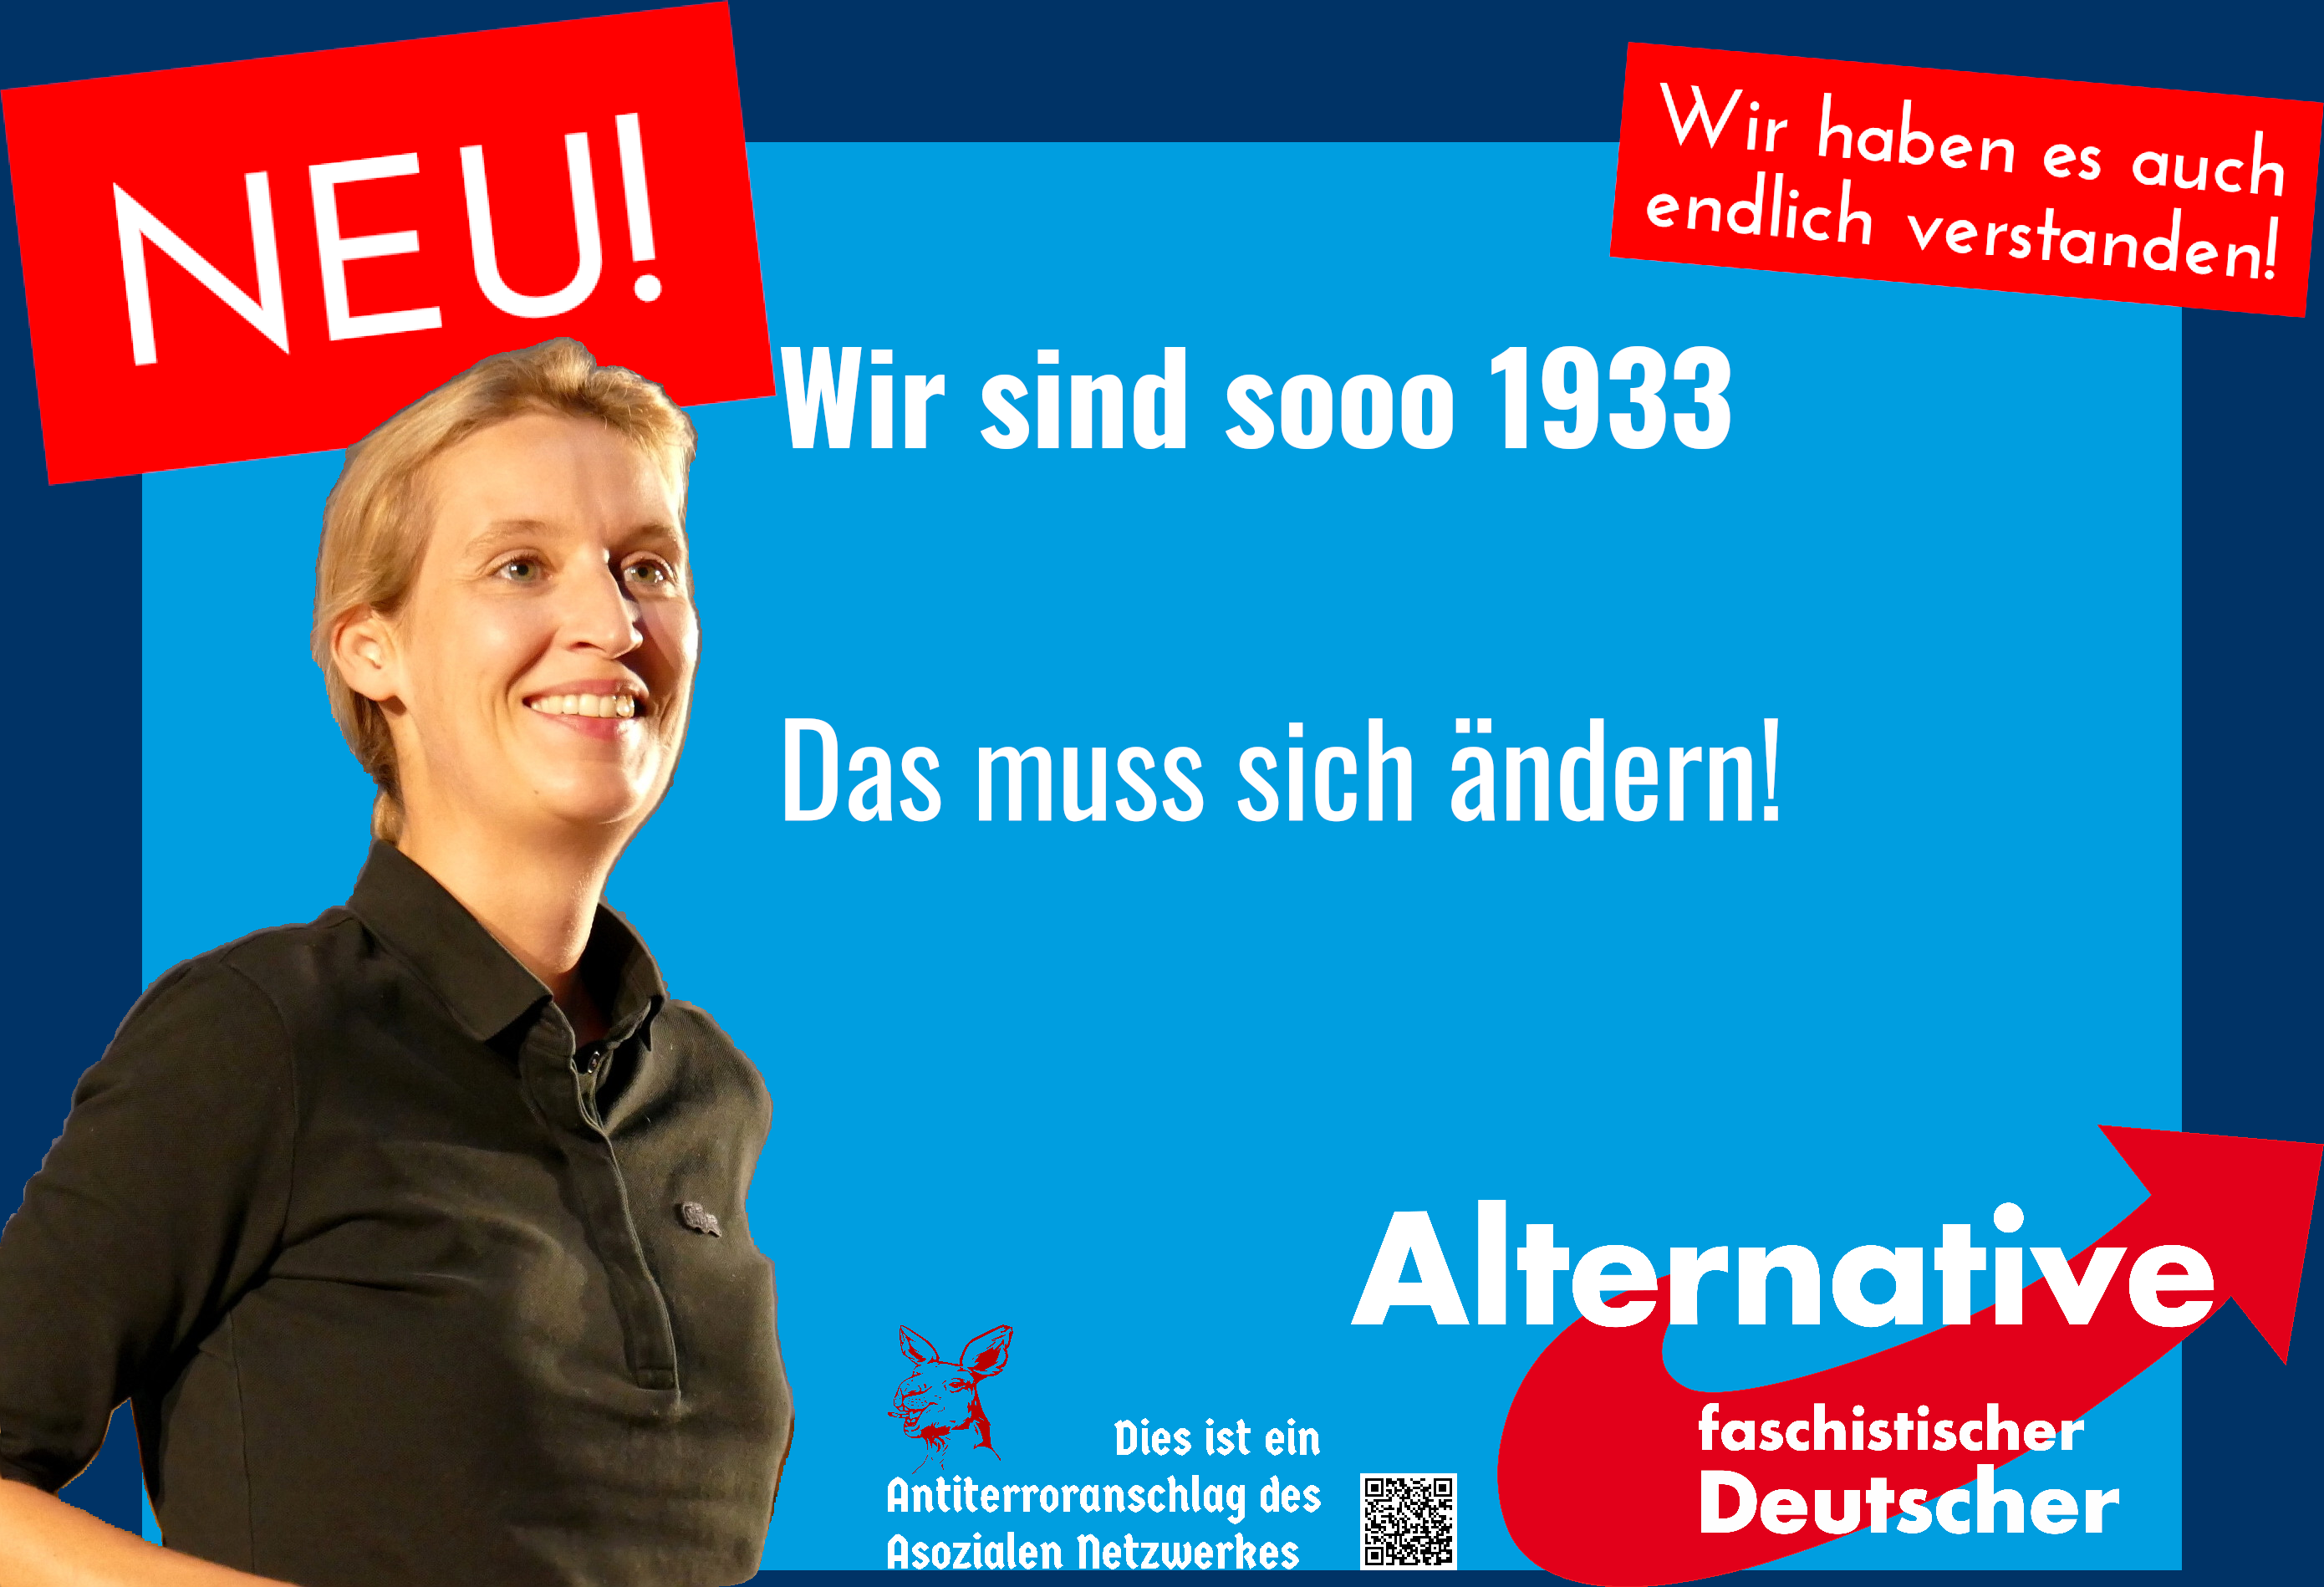 NEU!
Wir haben es auch
endlich verstanden!
Wir sind sooo 1933
Das muss sich ändern!
Alternative
faschistischer
Deutscher
Dies ist ein
Antiterroranschlag des
Asozialen Netzwerkes